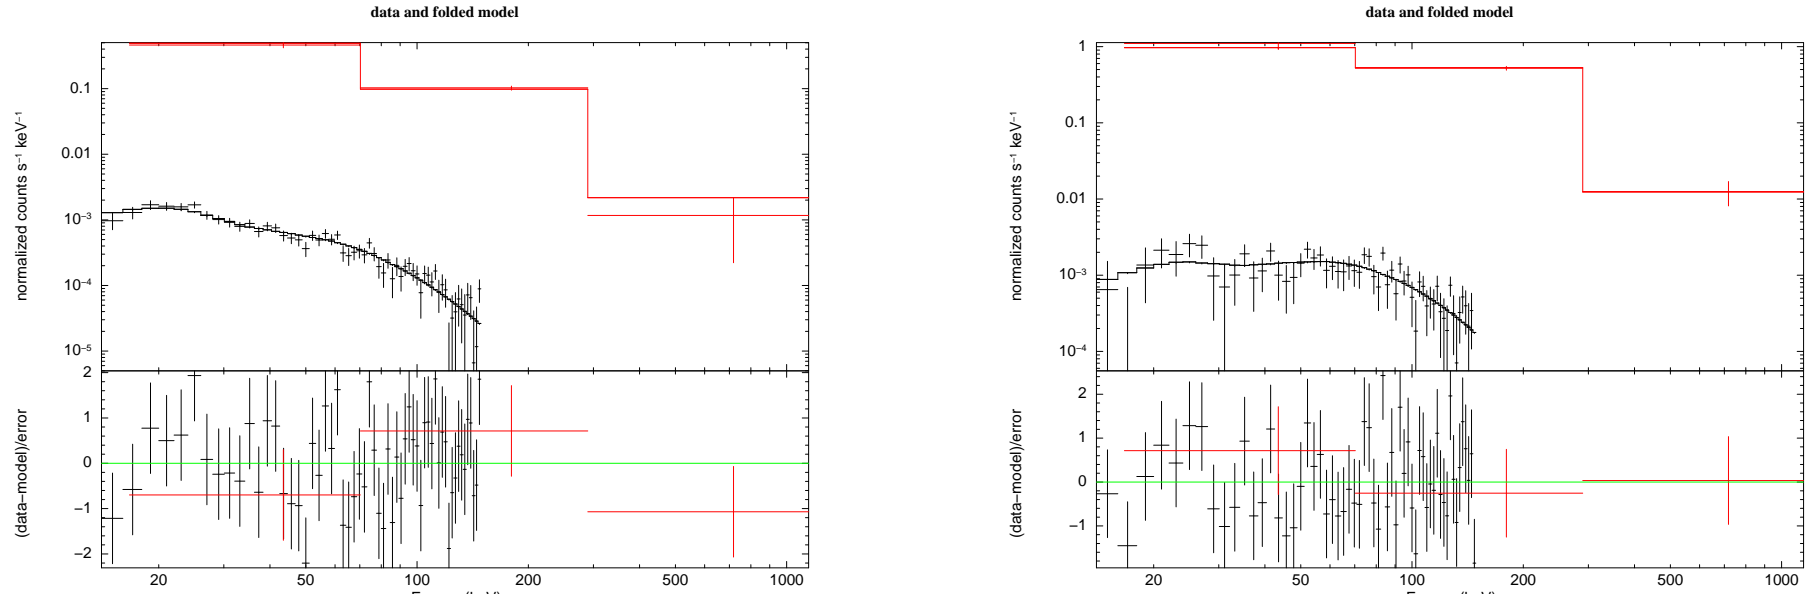 data and folded model
normalized counts s⁻¹ keV⁻¹
0.1
0.01
10⁻³
10⁻⁴
10⁻⁵
(data−model)/error
2
1
0
−1
−2
20 50 100 200 500 1000
data and folded model
normalized counts s⁻¹ keV⁻¹
1
0.1
0.01
10⁻³
10⁻⁴
(data−model)/error
2
1
0
−1
20 50 100 200 500 1000